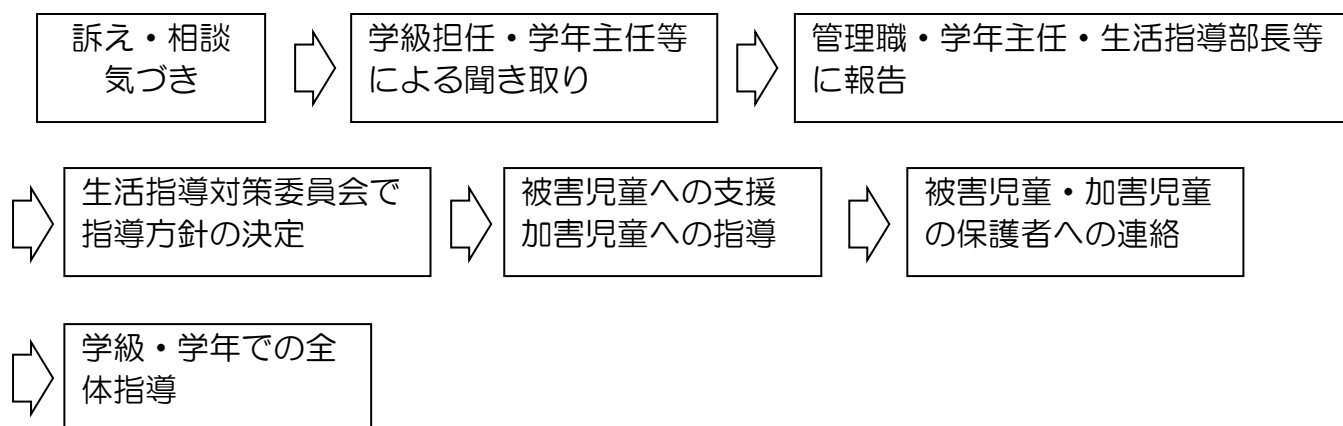 訴え・相談
気づき
学級担任・学年主任等
による聞き取り
管理職・学年主任・生活指導部長等
に報告
生活指導対策委員会で
指導方針の決定
被害児童への支援
加害児童への指導
被害児童・加害児童
の保護者への連絡
学級・学年での全
体指導